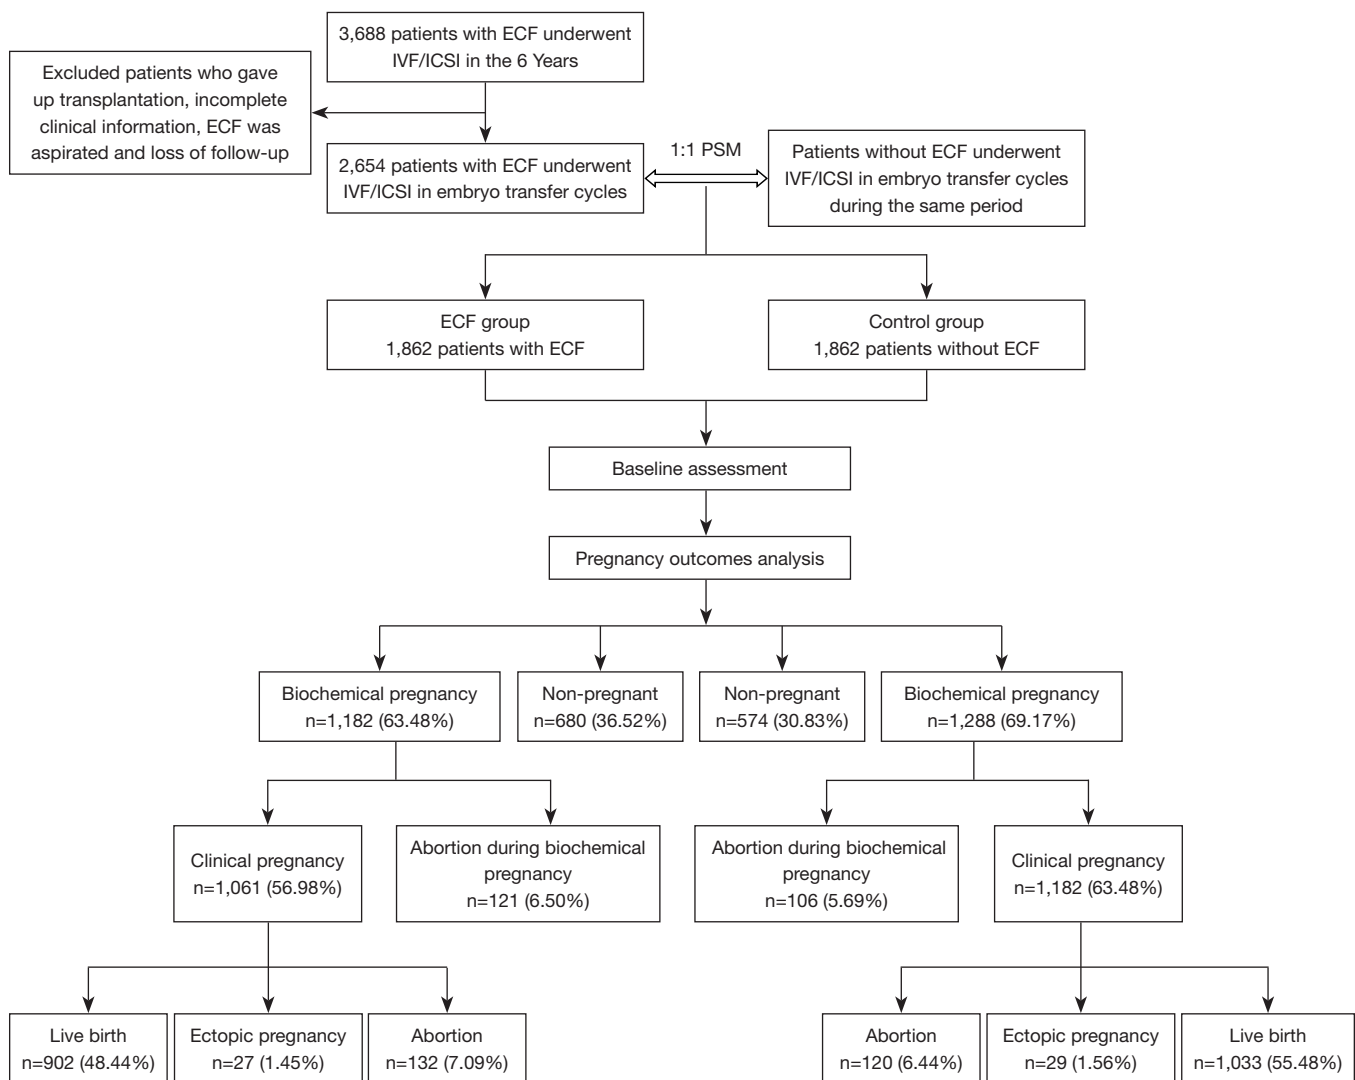 3,688 patients with ECF underwent
IVF/ICSI in the 6 Years
Excluded patients who gave
up transplantation, incomplete
clinical information, ECF was
aspirated and loss of follow-up
2,654 patients with ECF underwent
IVF/ICSI in embryo transfer cycles
1:1 PSM
Patients without ECF underwent
IVF/ICSI in embryo transfer cycles
during the same period
ECF group
1,862 patients with ECF
Control group
1,862 patients without ECF
Baseline assessment
Pregnancy outcomes analysis
Biochemical pregnancy
n=1,182 (63.48%)
Non-pregnant
n=680 (36.52%)
Non-pregnant
n=574 (30.83%)
Biochemical pregnancy
n=1,288 (69.17%)
Clinical pregnancy
n=1,061 (56.98%)
Abortion during biochemical
pregnancy
n=121 (6.50%)
Abortion during biochemical
pregnancy
n=106 (5.69%)
Clinical pregnancy
n=1,182 (63.48%)
Live birth
n=902 (48.44%)
Ectopic pregnancy
n=27 (1.45%)
Abortion
n=132 (7.09%)
Abortion
n=120 (6.44%)
Ectopic pregnancy
n=29 (1.56%)
Live birth
n=1,033 (55.48%)